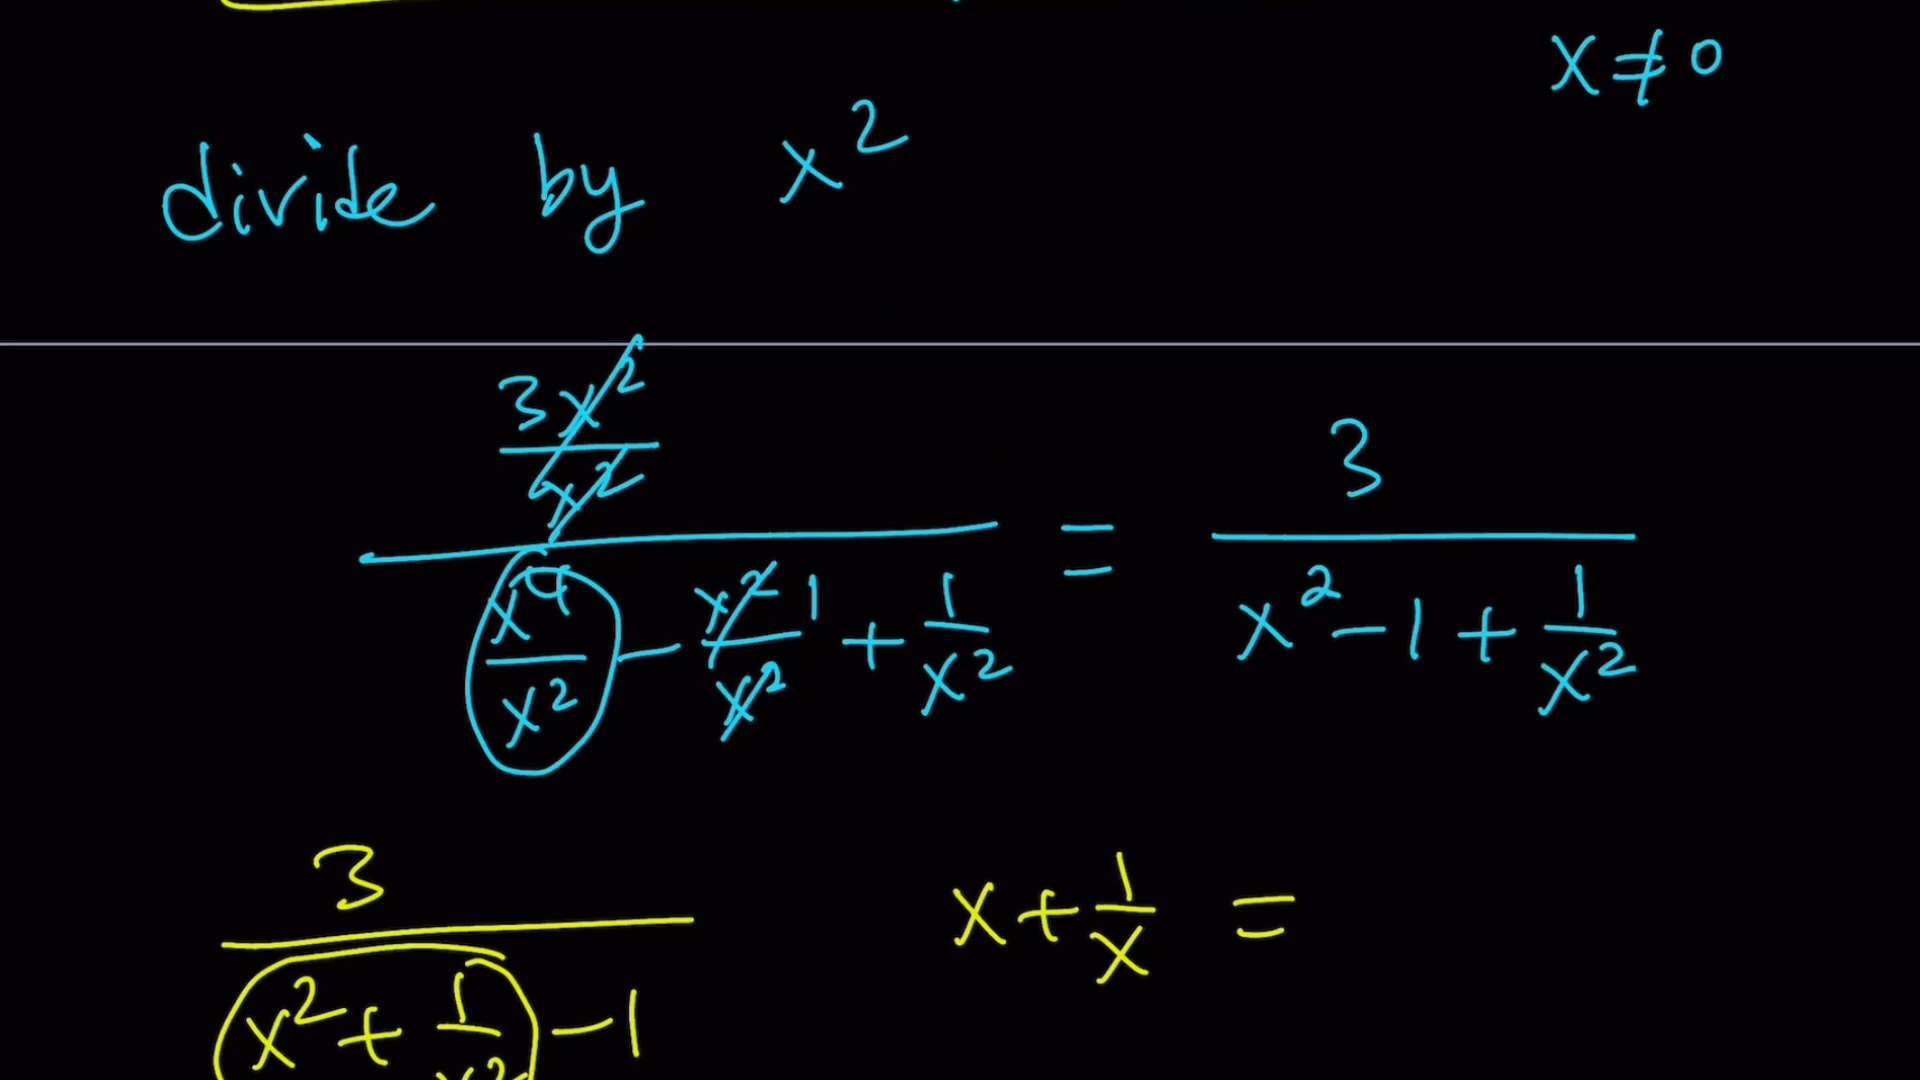 x ≠ 0
divide by x²
(3x²/x²)/(x⁴/x² - x²/x² 1 + 1/x²) = 3/(x² - 1 + 1/x²)
3/(x² + 1/x² - 1)
x + 1/x =